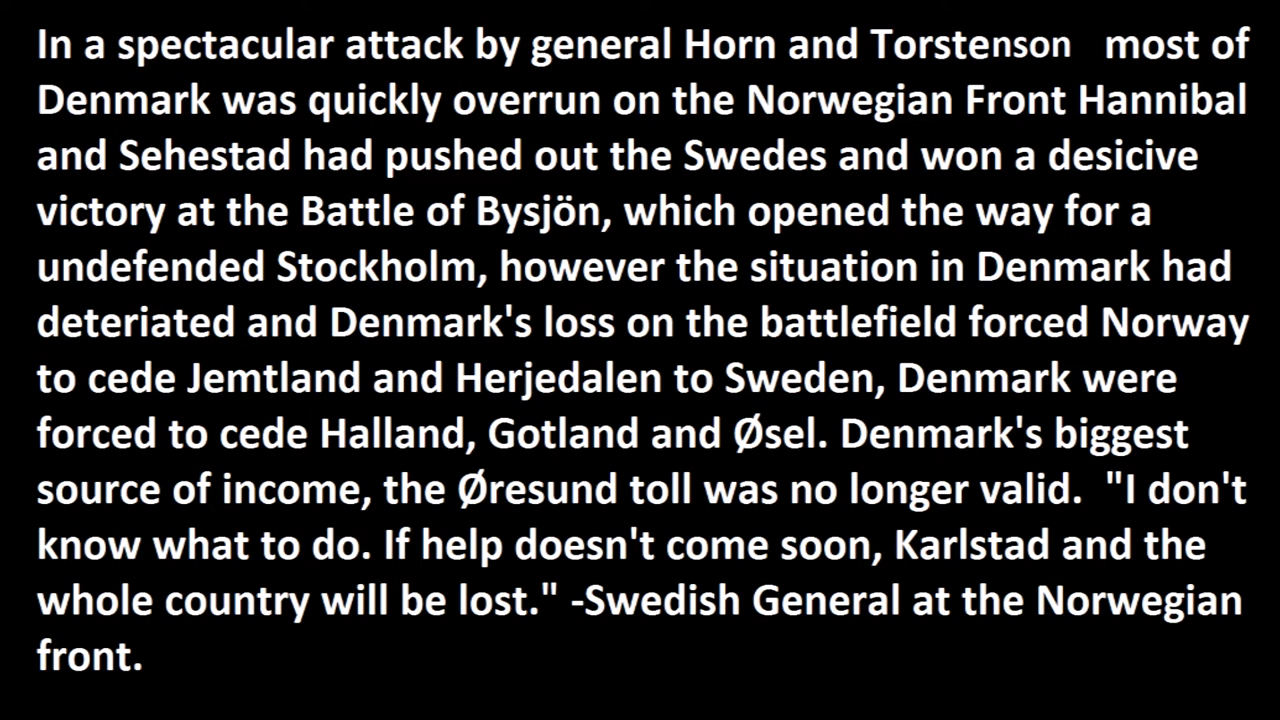 In a spectacular attack by general Horn and Torstenson most of
Denmark was quickly overrun on the Norwegian Front Hannibal
and Sehestad had pushed out the Swedes and won a desicive
victory at the Battle of Bysjön, which opened the way for a
undefended Stockholm, however the situation in Denmark had
deteriated and Denmark's loss on the battlefield forced Norway
to cede Jemtland and Herjedalen to Sweden, Denmark were
forced to cede Halland, Gotland and Øsel. Denmark's biggest
source of income, the Øresund toll was no longer valid. "I don't
know what to do. If help doesn't come soon, Karlstad and the
whole country will be lost." -Swedish General at the Norwegian
front.